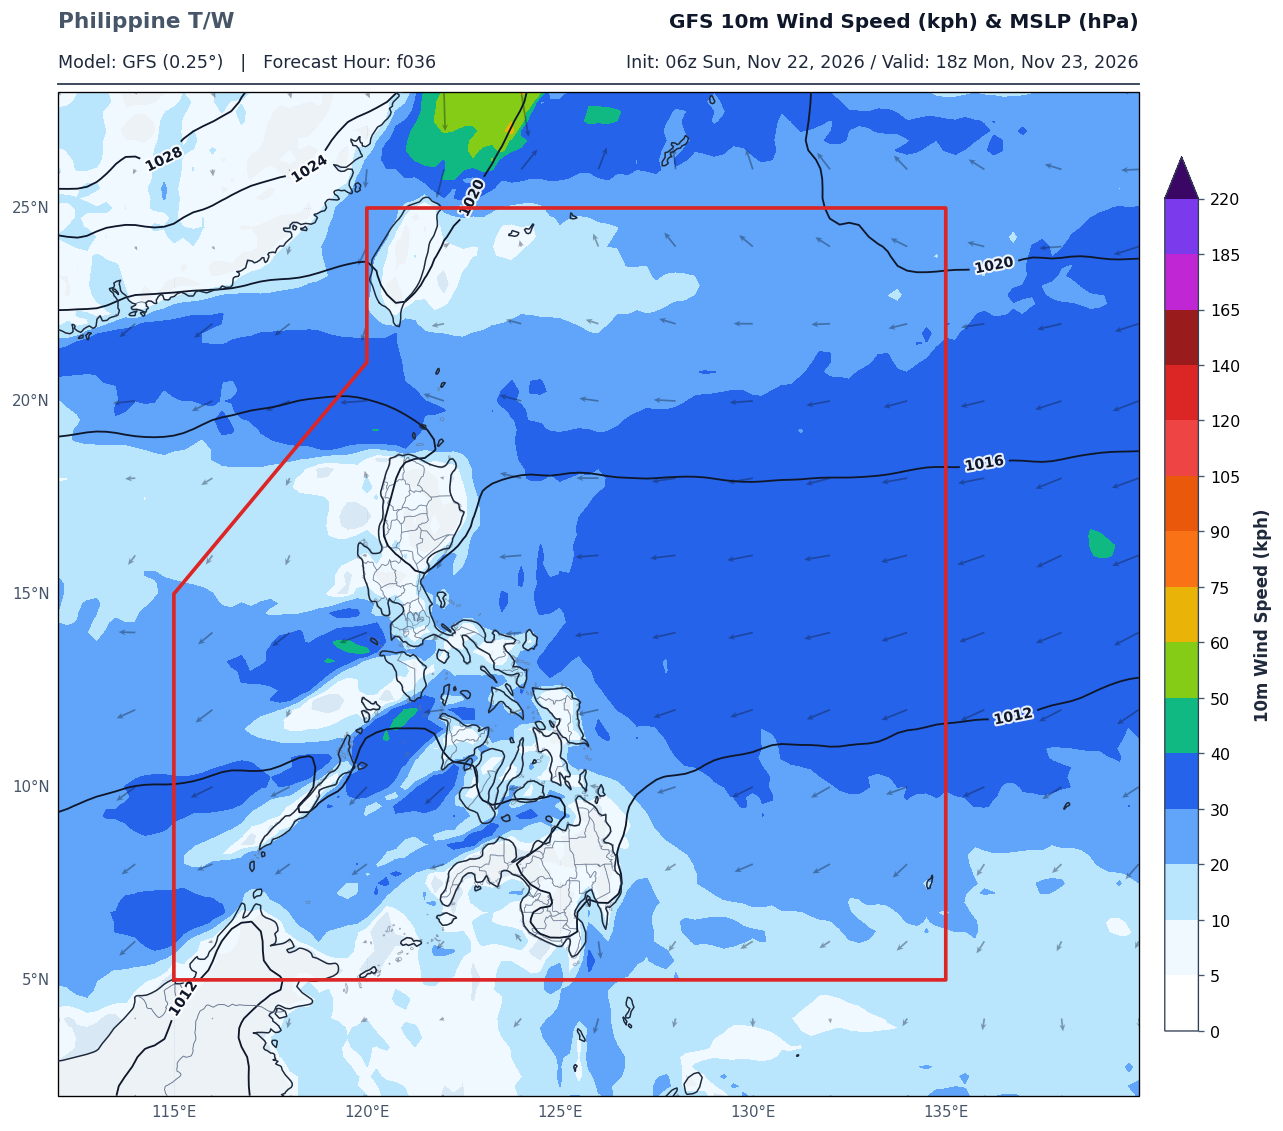 Philippine T/W
GFS 10m Wind Speed (kph) & MSLP (hPa)
Model: GFS (0.25°) | Forecast Hour: f036
Init: 06z Sun, Nov 22, 2026 / Valid: 18z Mon, Nov 23, 2026
1028
1024
1020
1020
1016
1012
1012
25°N
20°N
15°N
10°N
5°N
115°E
120°E
125°E
130°E
135°E
220
185
165
140
120
105
90
75
60
50
40
30
20
10
5
0
10m Wind Speed (kph)